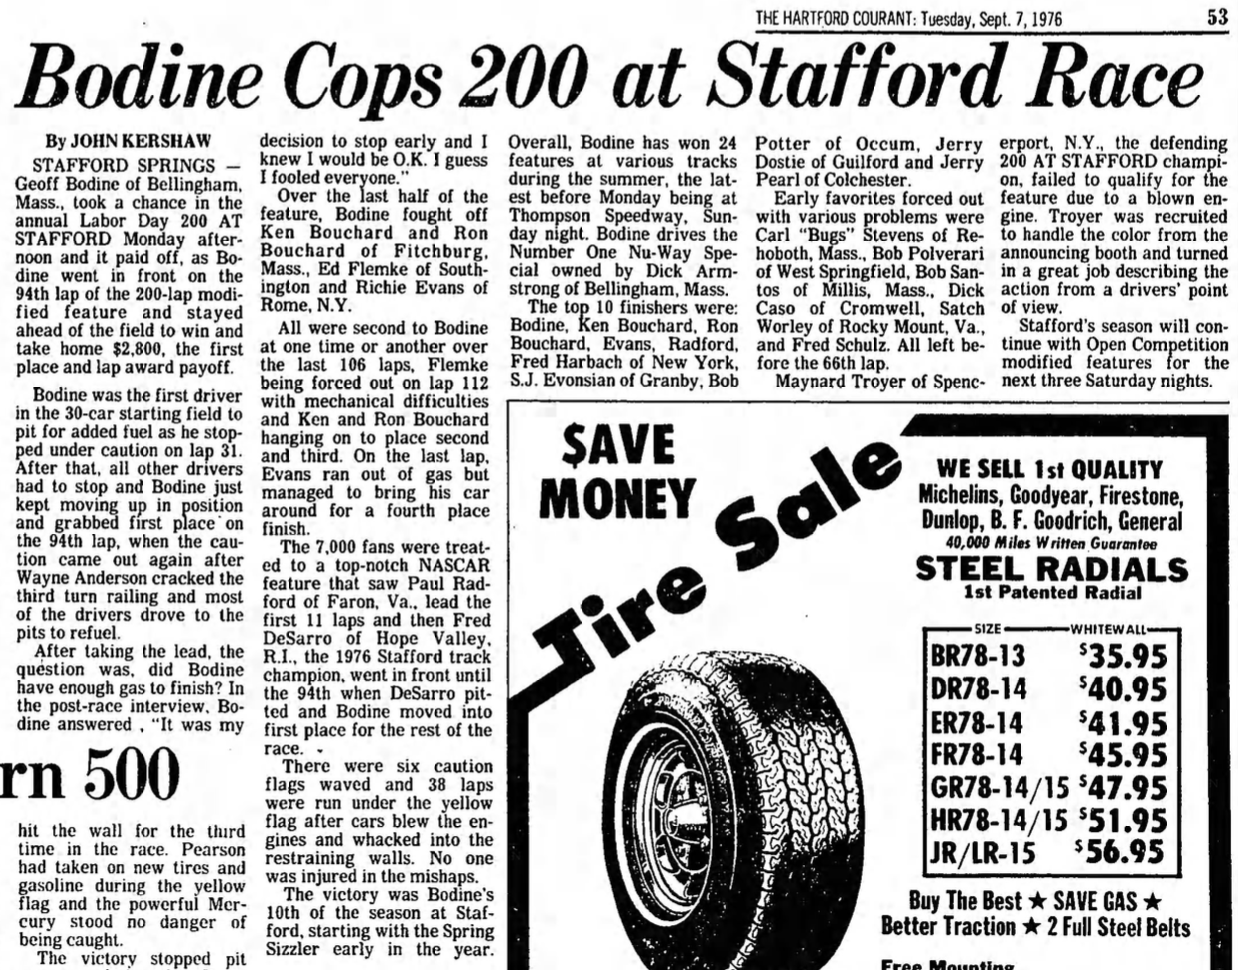 THE HARTFORD COURANT: Tuesday, Sept. 7, 1976
53
Bodine Cops 200 at Stafford Race
By JOHN KERSHAW
STAFFORD SPRINGS —
Geoff Bodine of Bellingham,
Mass., took a chance in the
annual Labor Day 200 AT
STAFFORD Monday after-
noon and it paid off, as Bo-
dine went in front on the
94th lap of the 200-lap modi-
fied feature and stayed
ahead of the field to win and
take home $2,800, the first
place and lap award payoff.
Bodine was the first driver
in the 30-car starting field to
pit for added fuel as he stop-
ped under caution on lap 31.
After that, all other drivers
had to stop and Bodine just
kept moving up in position
and grabbed first place on
the 94th lap, when the cau-
tion came out again after
Wayne Anderson cracked the
third turn railing and most
of the drivers drove to the
pits to refuel.
After taking the lead, the
question was, did Bodine
have enough gas to finish? In
the post-race interview, Bo-
dine answered , "It was my
decision to stop early and I
knew I would be O.K. I guess
I fooled everyone."
Over the last half of the
feature, Bodine fought off
Ken Bouchard and Ron
Bouchard of Fitchburg,
Mass., Ed Flemke of South-
ington and Richie Evans of
Rome, N.Y.
All were second to Bodine
at one time or another over
the last 106 laps, Flemke
being forced out on lap 112
with mechanical difficulties
and Ken and Ron Bouchard
hanging on to place second
and third. On the last lap,
Evans ran out of gas but
managed to bring his car
around for a fourth place
finish.
The 7,000 fans were treat-
ed to a top-notch NASCAR
feature that saw Paul Rad-
ford of Faron, Va., lead the
first 11 laps and then Fred
DeSarro of Hope Valley,
R.I., the 1976 Stafford track
champion, went in front until
the 94th when DeSarro pit-
ted and Bodine moved into
first place for the rest of the
race.
There were six caution
flags waved and 38 laps
were run under the yellow
flag after cars blew the en-
gines and whacked into the
restraining walls. No one
was injured in the mishaps.
The victory was Bodine's
10th of the season at Staf-
ford, starting with the Spring
Sizzler early in the year.
Overall, Bodine has won 24
features at various tracks
during the summer, the lat-
est before Monday being at
Thompson Speedway, Sun-
day night. Bodine drives the
Number One Nu-Way Spe-
cial owned by Dick Arm-
strong of Bellingham, Mass.
The top 10 finishers were:
Bodine, Ken Bouchard, Ron
Bouchard, Evans, Radford,
Fred Harbach of New York,
S.J. Evonsian of Granby, Bob
Potter of Occum, Jerry
Dostie of Guilford and Jerry
Pearl of Colchester.
Early favorites forced out
with various problems were
Carl "Bugs" Stevens of Re-
hoboth, Mass., Bob Polverari
of West Springfield, Bob San-
tos of Millis, Mass., Dick
Caso of Cromwell, Satch
Worley of Rocky Mount, Va.,
and Fred Schulz. All left be-
fore the 66th lap.
Maynard Troyer of Spenc-
erport, N.Y., the defending
200 AT STAFFORD champi-
on, failed to qualify for the
feature due to a blown en-
gine. Troyer was recruited
to handle the color from the
announcing booth and turned
in a great job describing the
action from a drivers' point
of view.
Stafford's season will con-
tinue with Open Competition
modified features for the
next three Saturday nights.
rn 500
hit the wall for the third
time in the race. Pearson
had taken on new tires and
gasoline during the yellow
flag and the powerful Mer-
cury stood no danger of
being caught.
The victory stopped pit
$AVE
MONEY
Tire Sale
WE SELL 1st QUALITY
Michelins, Goodyear, Firestone,
Dunlop, B. F. Goodrich, General
40,000 Miles Written Guarantee
STEEL RADIALS
1st Patented Radial
SIZE WHITEWALL
BR78-13 $35.95
DR78-14 $40.95
ER78-14 $41.95
FR78-14 $45.95
GR78-14/15 $47.95
HR78-14/15 $51.95
JR/LR-15 $56.95
Buy The Best ★ SAVE GAS ★
Better Traction ★ 2 Full Steel Belts
Free Mounting